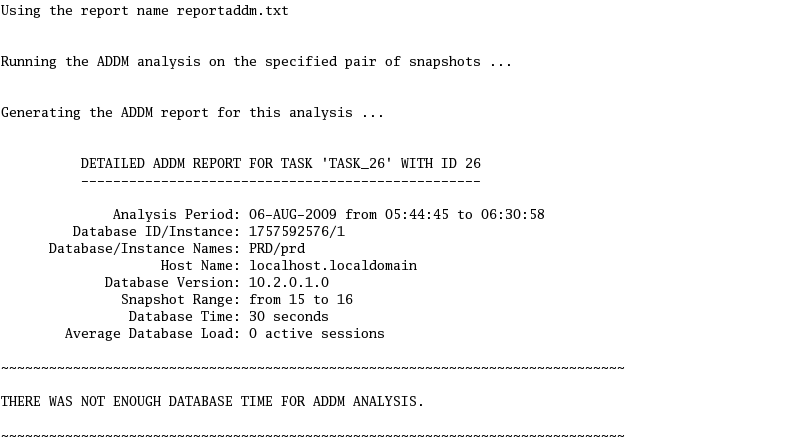 Using the report name reportaddm.txt
Running the ADDM analysis on the specified pair of snapshots ...
Generating the ADDM report for this analysis ...
DETAILED ADDM REPORT FOR TASK 'TASK_26' WITH ID 26
--------------------------------------------------
Analysis Period: 06-AUG-2009 from 05:44:45 to 06:30:58
Database ID/Instance: 1757592576/1
Database/Instance Names: PRD/prd
Host Name: localhost.localdomain
Database Version: 10.2.0.1.0
Snapshot Range: from 15 to 16
Database Time: 30 seconds
Average Database Load: 0 active sessions
~~~~~~~~~~~~~~~~~~~~~~~~~~~~~~~~~~~~~~~~~~~~~~~~~~~~~~~~~~~~~~~~~~~~~~~~~~~~~~
THERE WAS NOT ENOUGH DATABASE TIME FOR ADDM ANALYSIS.
~~~~~~~~~~~~~~~~~~~~~~~~~~~~~~~~~~~~~~~~~~~~~~~~~~~~~~~~~~~~~~~~~~~~~~~~~~~~~~